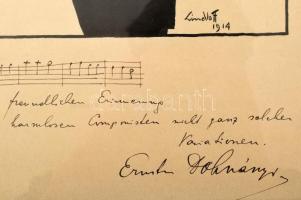 Lindloff
1914
freundlichen Erinnerung
harmlosen Componisten nicht ganz solcher
Variationen.
Ernst v Dohnányi